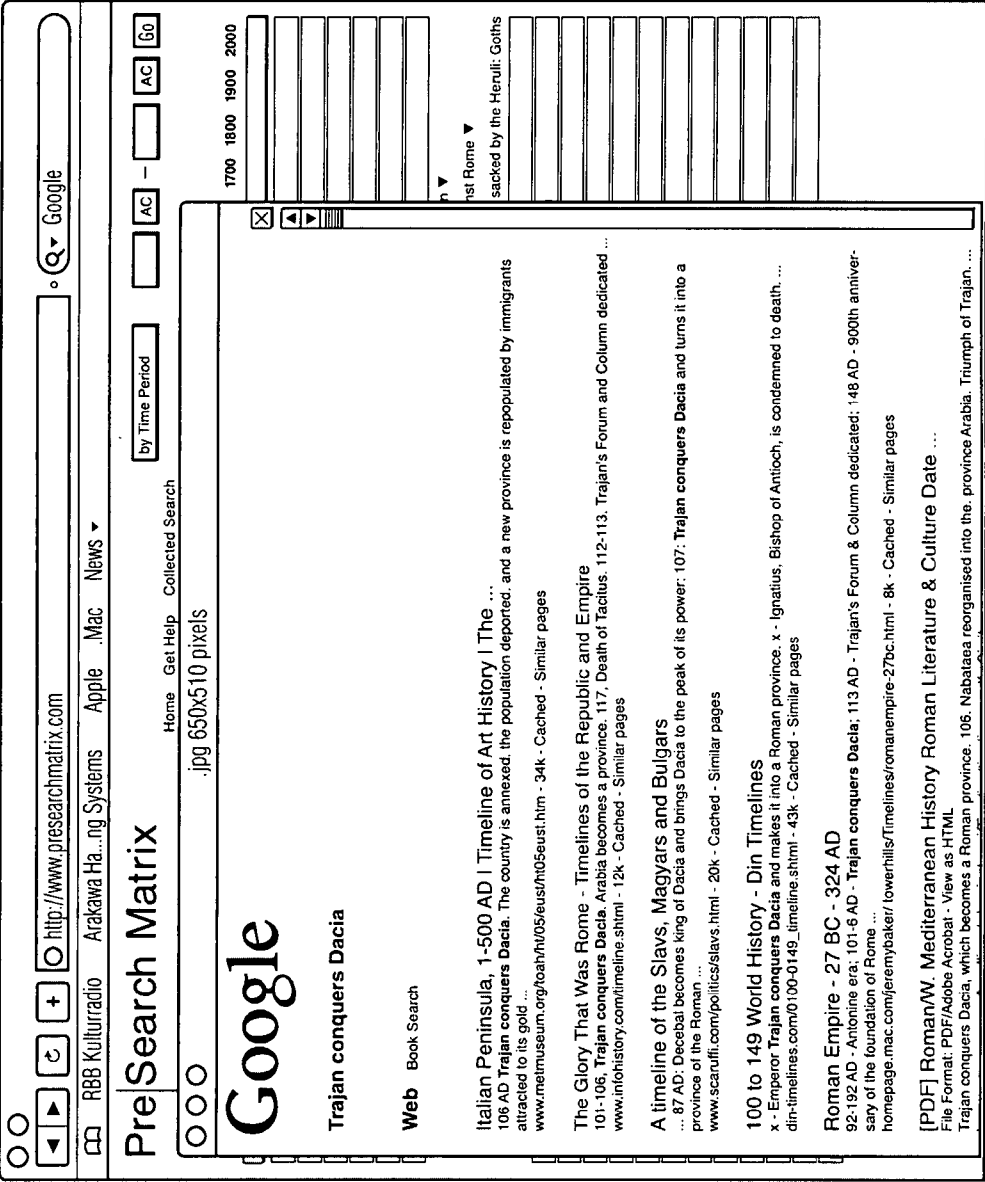 http://www.presearchmatrix.com
Google
RBB Kulturradio Arakawa Ha....ng Systems Apple .Mac News ▼
Pre Search Matrix
Home Get Help Collected Search
by Time Period
AC – AC Go
.jpg 650x510 pixels
1700 1800 1900 2000
n ▼
nst Rome ▼
sacked by the Heruli: Goths
Google
Trajan conquers Dacia
Web Book Search
Italian Peninsula, 1-500 AD | Timeline of Art History | The ...
106 AD Trajan conquers Dacia. The country is annexed, the population deported, and a new province is repopulated by immigrants
attracted to its gold ...
www.metmuseum.org/toah/ht/05/eust/ht05eust.htm - 34k - Cached - Similar pages
The Glory That Was Rome - Timelines of the Republic and Empire
101-106, Trajan conquers Dacia. Arabia becomes a province. 117, Death of Tacitus. 112-113, Trajan's Forum and Column dedicated ...
www.infohistory.com/timeline.shtml - 12k - Cached - Similar pages
A timeline of the Slavs, Magyars and Bulgars
... 87 AD: Decebal becomes king of Dacia and brings Dacia to the peak of its power; 107: Trajan conquers Dacia and turns it into a
province of the Roman ...
www.scaruffi.com/politics/slavs.html - 20k - Cached - Similar pages
100 to 149 World History - Din Timelines
x - Emperor Trajan conquers Dacia and makes it into a Roman province. x - Ignatius, Bishop of Antioch, is condemned to death. ...
din-timelines.com/0100-0149_timeline.shtml - 43k - Cached - Similar pages
Roman Empire - 27 BC - 324 AD
92-192 AD - Antonine era; 101-6 AD - Trajan conquers Dacia; 113 AD - Trajan's Forum & Column dedicated; 148 AD - 900th anniver-
sary of the foundation of Rome ...
homepage.mac.com/jeremybaker/ lowerhills/Timelines/romanempire-27bc.html - 8k - Cached - Similar pages
[PDF] Roman/W. Mediterranean History Roman Literature & Culture Date ...
File Format: PDF/Adobe Acrobat - View as HTML
Trajan conquers Dacia, which becomes a Roman province. 106. Nabataea reorganised into the. province Arabia. Triumph of Trajan. ...